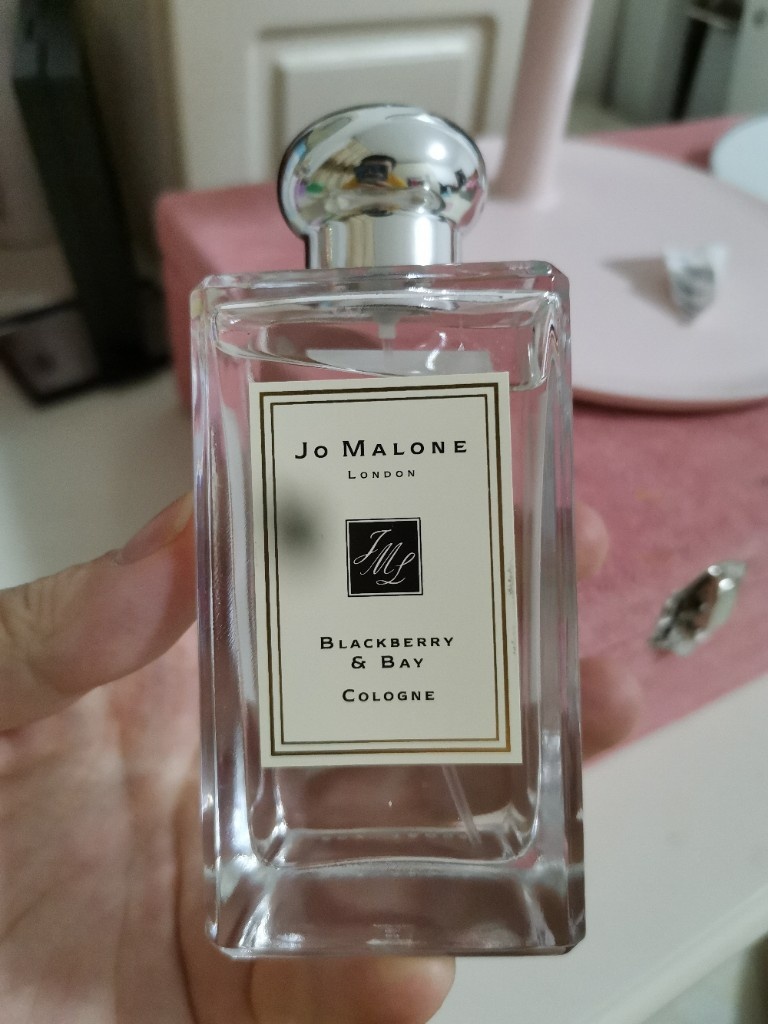 Jo Malone
London
JML
Blackberry
& Bay
Cologne